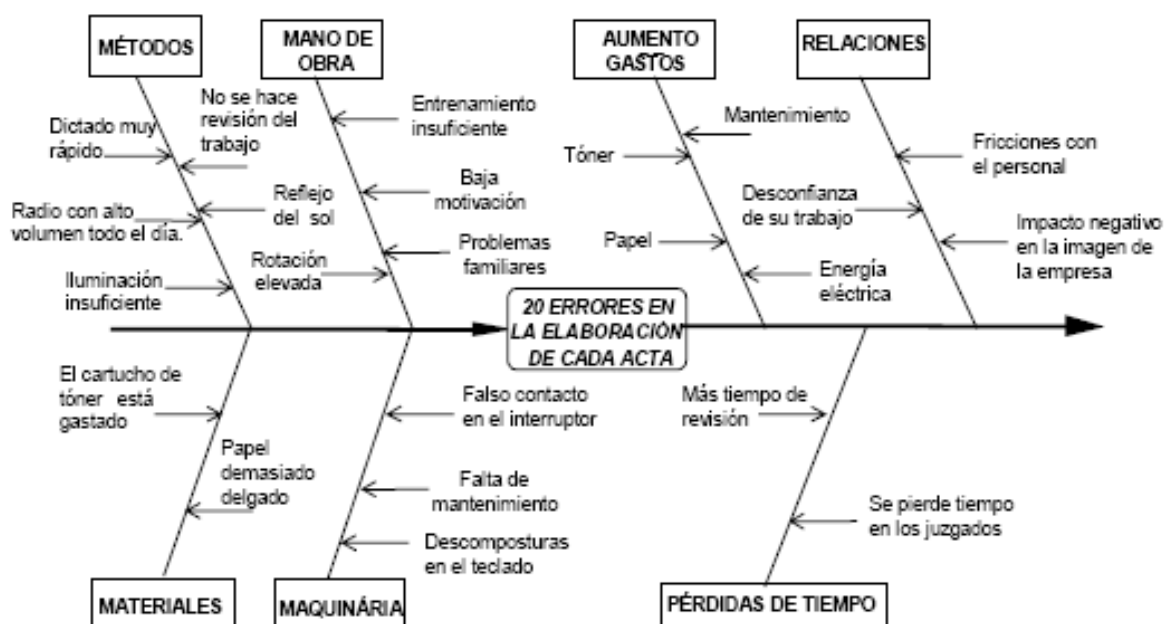 MÉTODOS
MANO DE
OBRA
AUMENTO
GASTOS
RELACIONES
No se hace
revisión del
trabajo
Dictado muy
rápido
Reflejo
del sol
Radio con alto
volumen todo el día.
Iluminación
insuficiente
Entrenamiento
insuficiente
Baja
motivación
Problemas
familiares
Rotación
elevada
Mantenimiento
Tóner
Papel
Energía
eléctrica
Fricciones con
el personal
Desconfianza
de su trabajo
Impacto negativo
en la imagen de
la empresa
20 ERRORES EN
LA ELABORACIÓN
DE CADA ACTA
El cartucho de
tóner está
gastado
Papel
demasiado
delgado
Falso contacto
en el interruptor
Falta de
mantenimiento
Descomposturas
en el teclado
Más tiempo de
revisión
Se pierde tiempo
en los juzgados
MATERIALES
MAQUINÁRIA
PÉRDIDAS DE TIEMPO